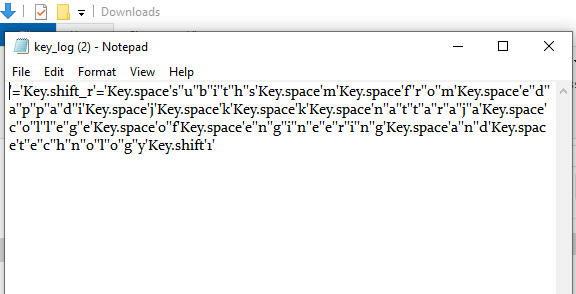 Downloads
key_log (2) - Notepad
File Edit Format View Help
'='Key.shift_r'='Key.space's''u''b''i''t''h''s'Key.space'm'Key.space'f''r''o''m'Key.space'e''d''
a''p''p''a''d''i'Key.space'j'Key.space'k'Key.space'k'Key.space'n''a''t''t''a''r''a''j''a'Key.space'
c''o''l''l''e''g''e'Key.space'o''f'Key.space'e''n''g''i''n''e''e''r''i''n''g'Key.space'a''n''d'Key.spac
e't''e''c''h''n''o''l''o''g''y'Key.shift'1'